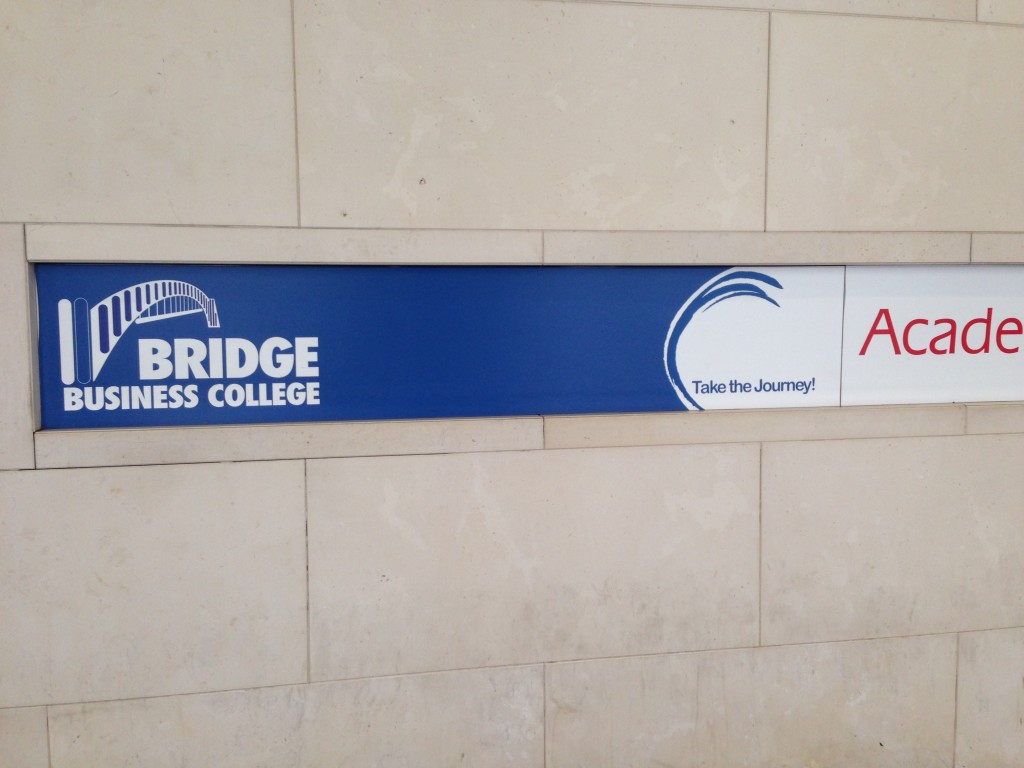 BRIDGE
BUSINESS COLLEGE
Take the Journey!
Acade